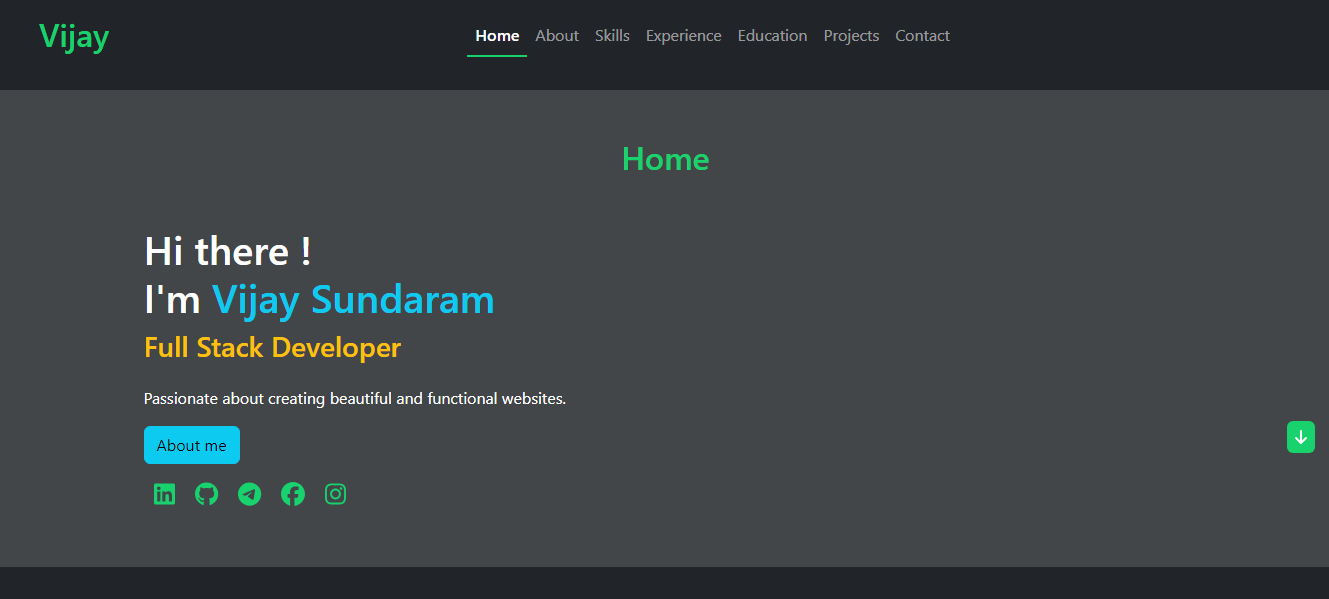 Vijay
Home About Skills Experience Education Projects Contact
Home
Hi there !
I'm Vijay Sundaram
Full Stack Developer
Passionate about creating beautiful and functional websites.
About me